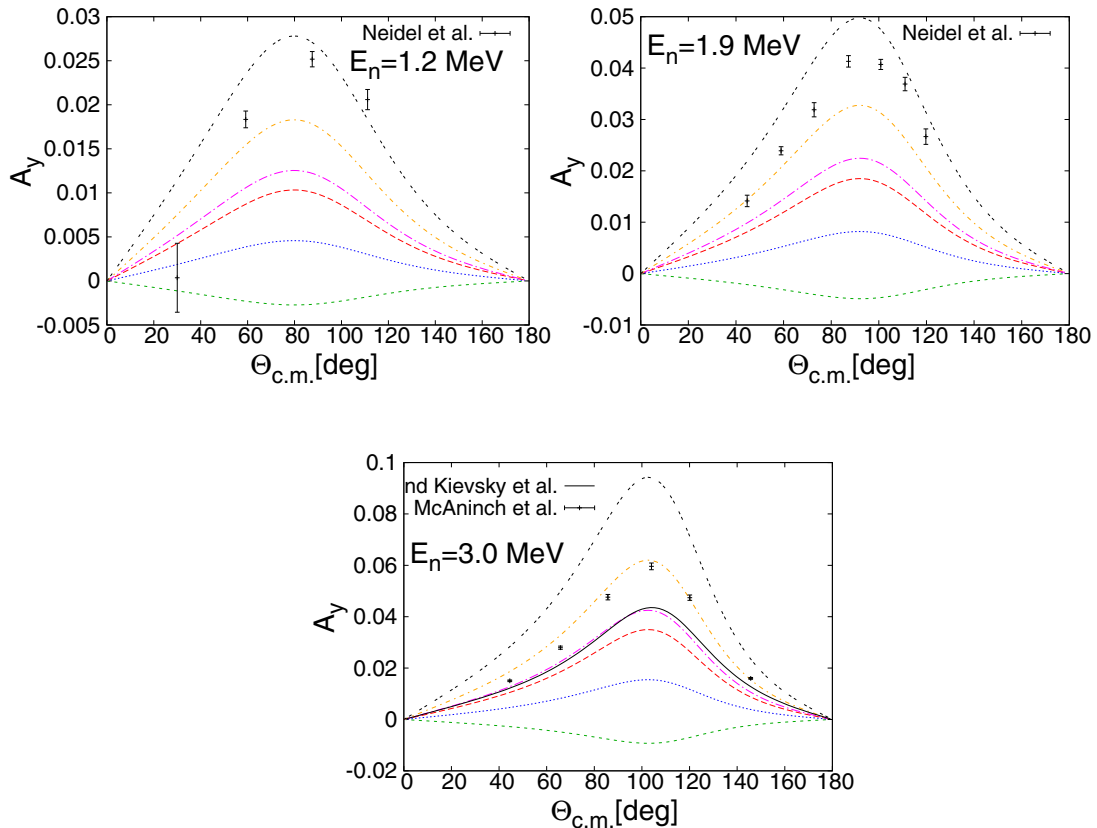 0.03
0.025
0.02
0.015
0.01
0.005
0
-0.005
A_y
Neidel et al.
E_n=1.2 MeV
0 20 40 60 80 100 120 140 160 180
Θ_c.m.[deg]
0.05
0.04
0.03
0.02
0.01
0
-0.01
A_y
Neidel et al.
E_n=1.9 MeV
0 20 40 60 80 100 120 140 160 180
Θ_c.m.[deg]
0.1
0.08
0.06
0.04
0.02
0
-0.02
A_y
nd Kievsky et al.
McAninch et al.
E_n=3.0 MeV
0 20 40 60 80 100 120 140 160 180
Θ_c.m.[deg]